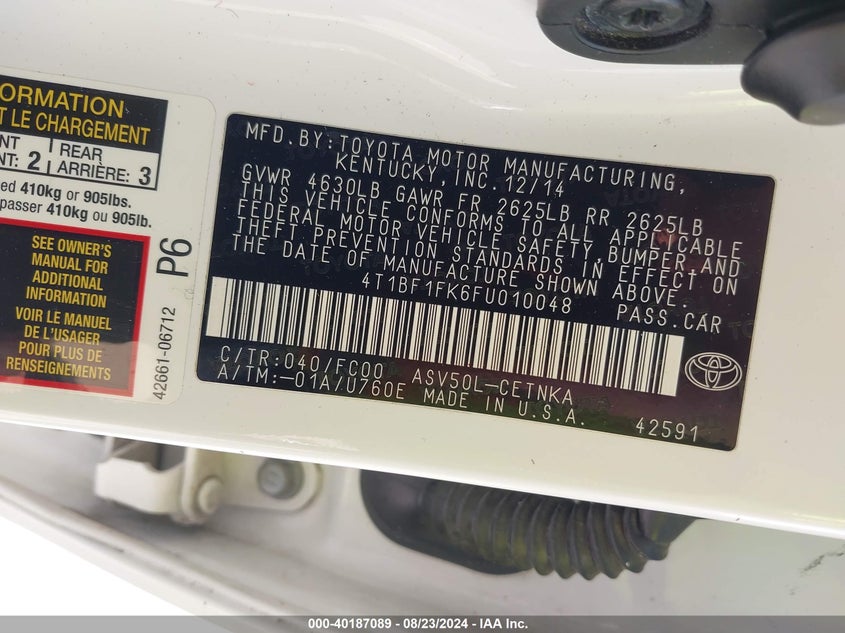 ORMATION
T LE CHARGEMENT
NT
NT: 2
REAR
ARRIÈRE: 3
ed 410kg or 905lbs.
passer 410kg ou 905lb.
SEE OWNER'S
MANUAL FOR
ADDITIONAL
INFORMATION
VOIR LE MANUEL
DE L'USAGER
POUR PLUS DE
RENSEIGNEMENTS
P6
42661-06712
MFD.BY:TOYOTA MOTOR MANUFACTURING,
KENTUCKY,INC.12/14
GVWR 4630LB GAWR FR 2625LB RR 2625LB
THIS VEHICLE CONFORMS TO ALL APPLICABLE
FEDERAL MOTOR VEHICLE SAFETY,BUMPER,AND
THEFT PREVENTION STANDARDS IN EFFECT ON
THE DATE OF MANUFACTURE SHOWN ABOVE.
4T1BF1FK6FU010048 PASS.CAR
C/TR:040/FC00 ASV50L-CETNKA
A/TM:-01A/U760E MADE IN U.S.A. 42591
000-40187089 - 08/23/2024 - IAA Inc.